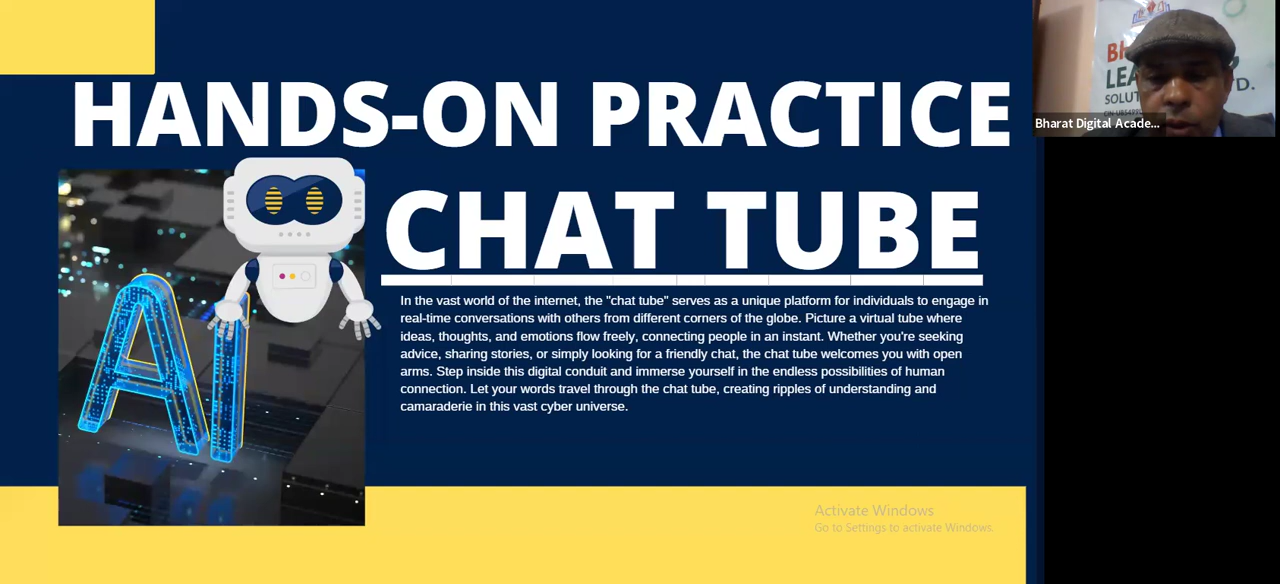 HANDS-ON PRACTICE
CHAT TUBE
In the vast world of the internet, the "chat tube" serves as a unique platform for individuals to engage in
real-time conversations with others from different corners of the globe. Picture a virtual tube where
ideas, thoughts, and emotions flow freely, connecting people in an instant. Whether you're seeking
advice, sharing stories, or simply looking for a friendly chat, the chat tube welcomes you with open
arms. Step inside this digital conduit and immerse yourself in the endless possibilities of human
connection. Let your words travel through the chat tube, creating ripples of understanding and
camaraderie in this vast cyber universe.
AI
Activate Windows
Go to Settings to activate Windows.
Bharat Digital Acade...